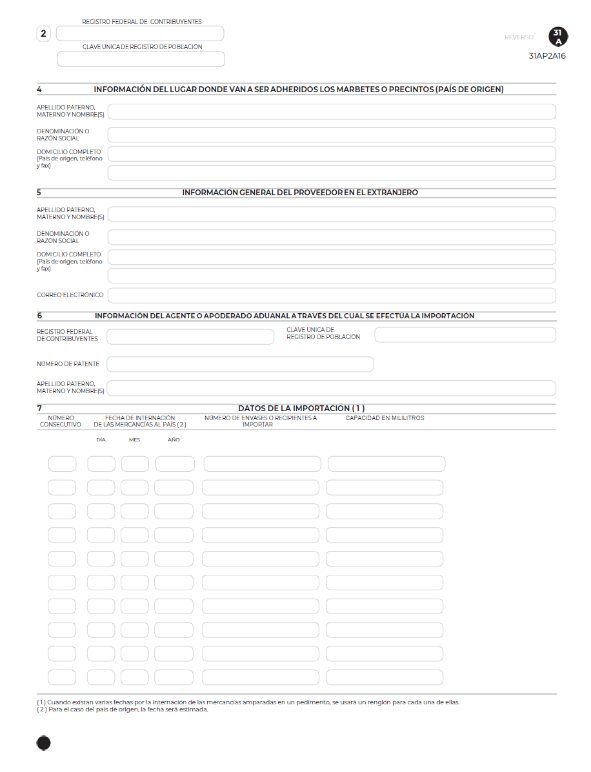 REGISTRO FEDERAL DE CONTRIBUYENTES
2
CLAVE ÚNICA DE REGISTRO DE POBLACIÓN
REVERSO
31
A
31AP2A16
4 INFORMACIÓN DEL LUGAR DONDE VAN A SER ADHERIDOS LOS MARBETES O PRECINTOS (PAÍS DE ORIGEN)
APELLIDO PATERNO,
MATERNO Y NOMBRE(S)
DENOMINACIÓN O
RAZÓN SOCIAL
DOMICILIO COMPLETO
(País de origen, teléfono
y fax)
5 INFORMACIÓN GENERAL DEL PROVEEDOR EN EL EXTRANJERO
APELLIDO PATERNO,
MATERNO Y NOMBRE(S)
DENOMINACIÓN O
RAZÓN SOCIAL
DOMICILIO COMPLETO
(País de origen, teléfono
y fax)
CORREO ELECTRÓNICO
6 INFORMACIÓN DEL AGENTE O APODERADO ADUANAL A TRAVÉS DEL CUAL SE EFECTÚA LA IMPORTACIÓN
REGISTRO FEDERAL
DE CONTRIBUYENTES
CLAVE ÚNICA DE
REGISTRO DE POBLACIÓN
NÚMERO DE PATENTE
APELLIDO PATERNO,
MATERNO Y NOMBRE(S)
7 DATOS DE LA IMPORTACIÓN ( 1 )
NÚMERO
CONSECUTIVO
FECHA DE INTERNACIÓN
DE LAS MERCANCÍAS AL PAÍS ( 2 )
NÚMERO DE ENVASES O RECIPIENTES A
IMPORTAR
CAPACIDAD EN MILILITROS
DÍA MES AÑO
( 1 ) Cuando existan varias fechas por la internación de las mercancías amparadas en un pedimento, se usará un renglón para cada una de ellas.
( 2 ) Para el caso del país de origen, la fecha será estimada.